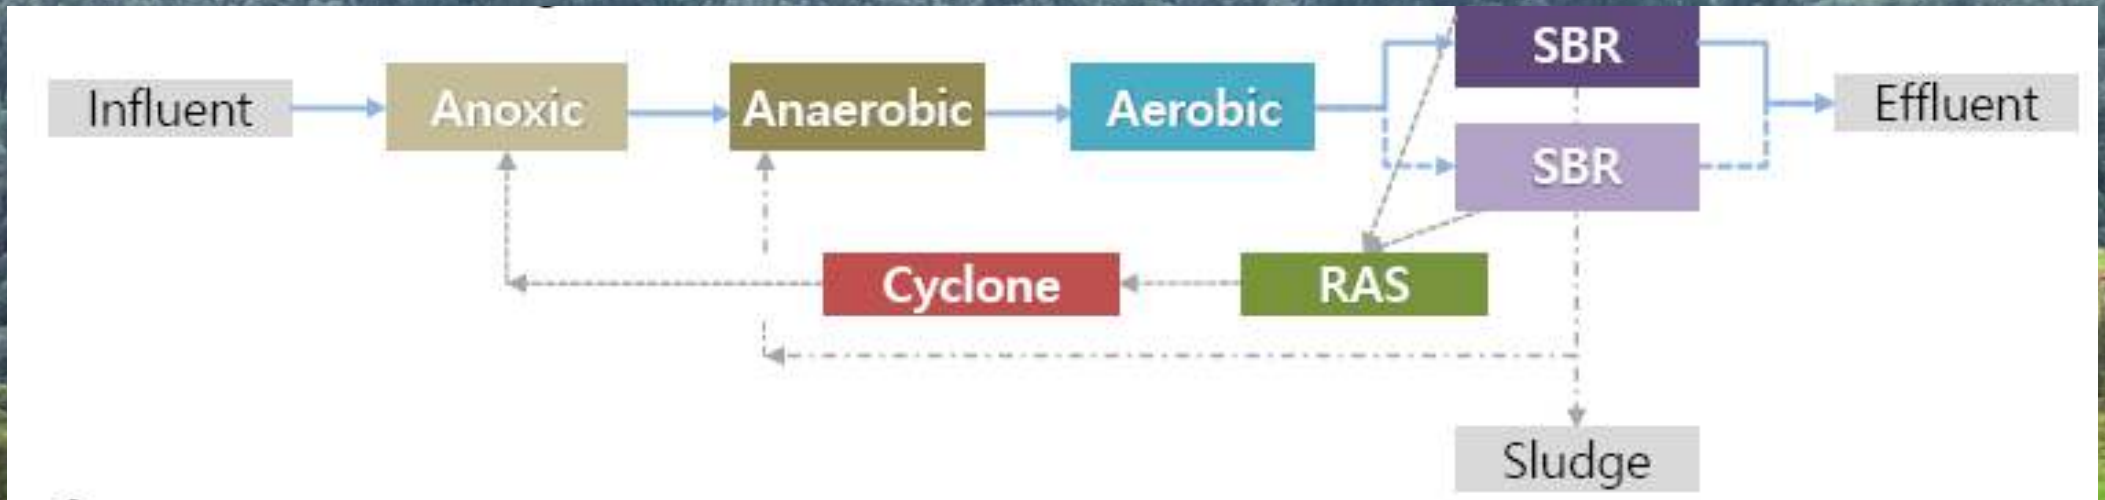 SBR
Influent
Anoxic
Anaerobic
Aerobic
Effluent
SBR
Cyclone
RAS
Sludge